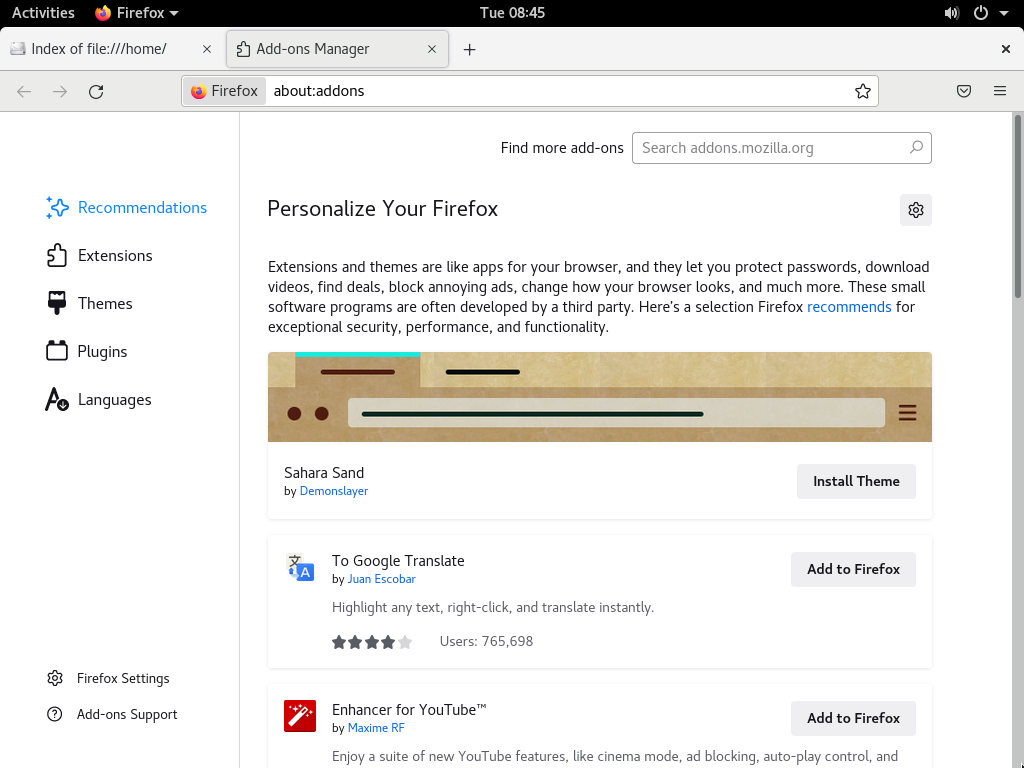 Activities
Firefox
Tue 08:45
Index of file:///home/
Add-ons Manager
Firefox
about:addons
Find more add-ons
Search addons.mozilla.org
Recommendations
Extensions
Themes
Plugins
Languages
Firefox Settings
Add-ons Support
Personalize Your Firefox
Extensions and themes are like apps for your browser, and they let you protect passwords, download
videos, find deals, block annoying ads, change how your browser looks, and much more. These small
software programs are often developed by a third party. Here's a selection Firefox recommends for
exceptional security, performance, and functionality.
Sahara Sand
by Demonslayer
Install Theme
To Google Translate
by Juan Escobar
Add to Firefox
Highlight any text, right-click, and translate instantly.
Users: 765,698
Enhancer for YouTube™
by Maxime RF
Add to Firefox
Enjoy a suite of new YouTube features, like cinema mode, ad blocking, auto-play control, and